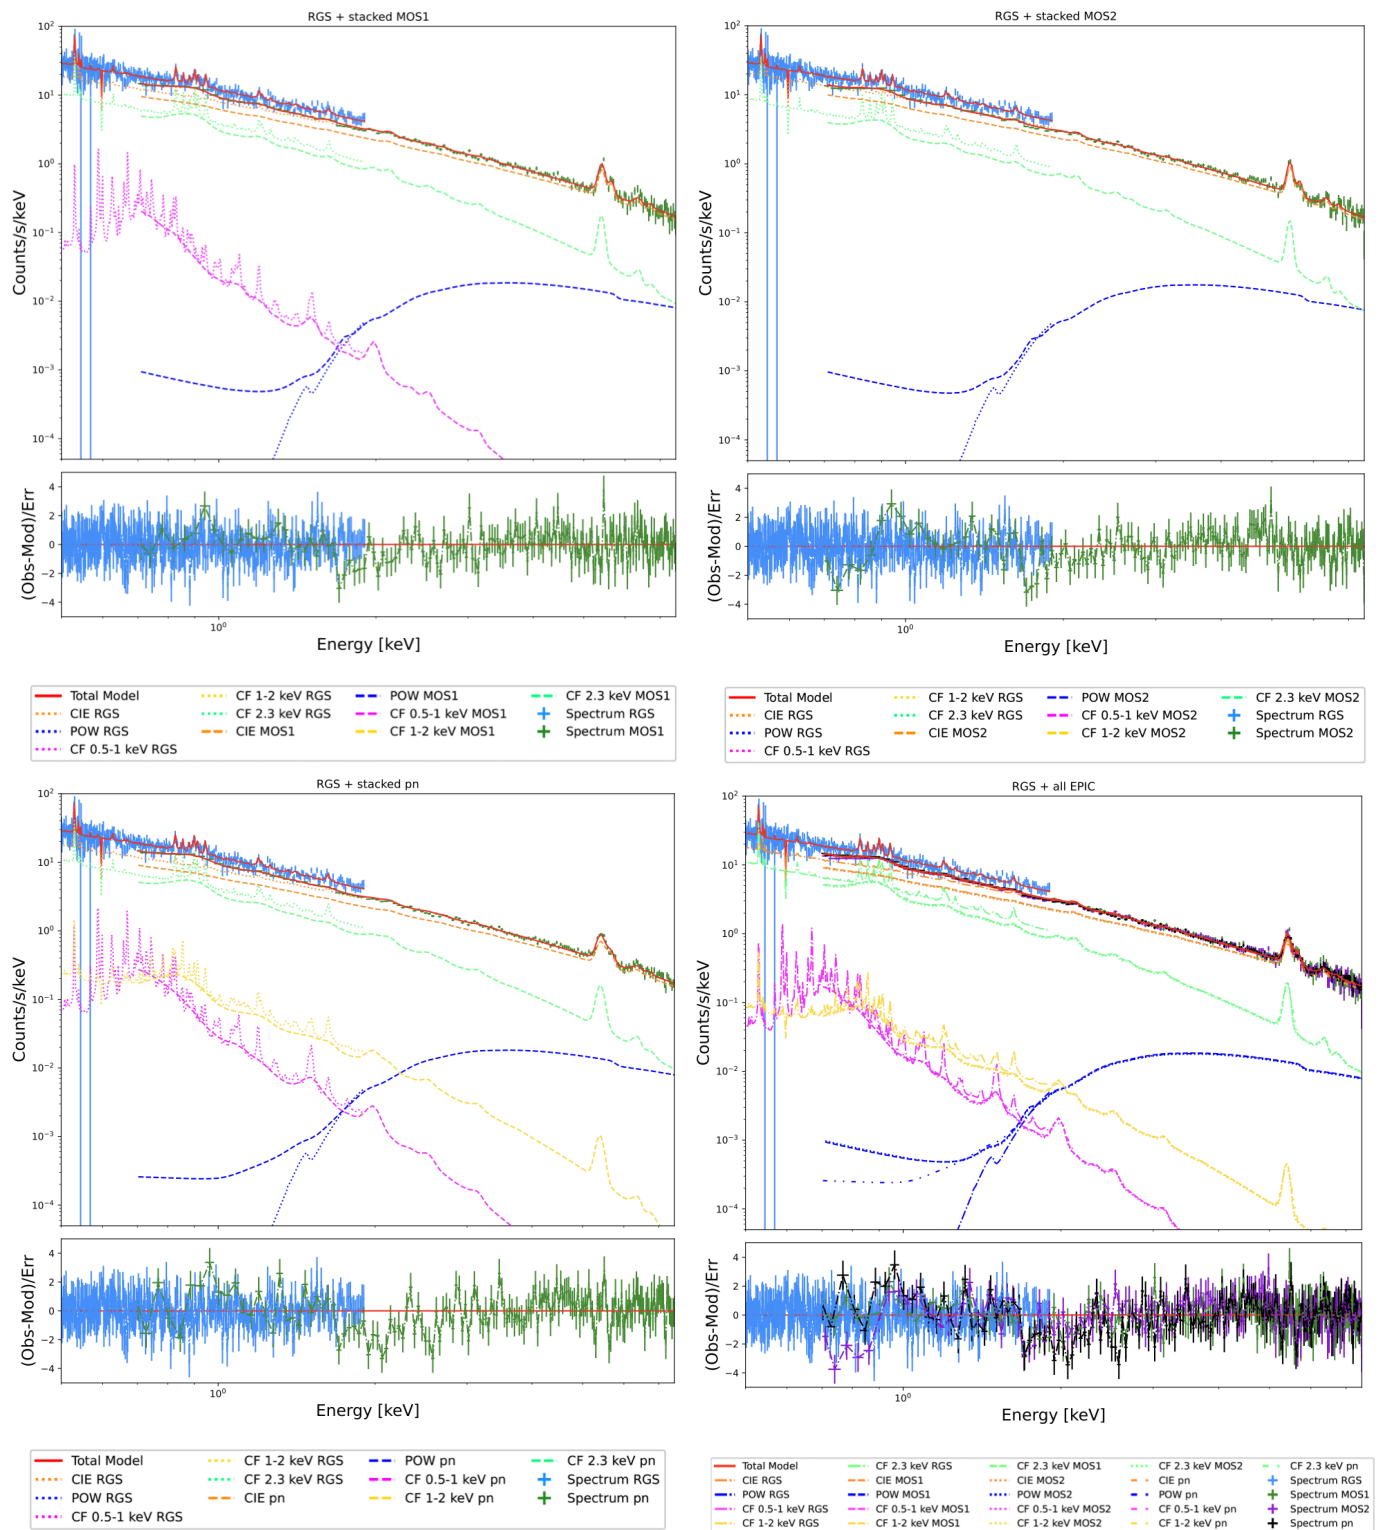 RGS + stacked MOS1
10²
10¹
10⁰
10⁻¹
10⁻²
10⁻³
10⁻⁴
Counts/s/keV
4
2
0
−2
−4
(Obs-Mod)/Err
10⁰
Energy [keV]
Total Model
CIE RGS
POW RGS
CF 0.5-1 keV RGS
CF 1-2 keV RGS
CF 2.3 keV RGS
CIE MOS1
POW MOS1
CF 0.5-1 keV MOS1
CF 1-2 keV MOS1
CF 2.3 keV MOS1
Spectrum RGS
Spectrum MOS1
RGS + stacked MOS2
10²
10¹
10⁰
10⁻¹
10⁻²
10⁻³
10⁻⁴
Counts/s/keV
4
2
0
−2
−4
(Obs-Mod)/Err
10⁰
Energy [keV]
Total Model
CIE RGS
POW RGS
CF 0.5-1 keV RGS
CF 1-2 keV RGS
CF 2.3 keV RGS
CIE MOS2
POW MOS2
CF 0.5-1 keV MOS2
CF 1-2 keV MOS2
CF 2.3 keV MOS2
Spectrum RGS
Spectrum MOS2
RGS + stacked pn
10²
10¹
10⁰
10⁻¹
10⁻²
10⁻³
10⁻⁴
Counts/s/keV
4
2
0
−2
−4
(Obs-Mod)/Err
10⁰
Energy [keV]
Total Model
CIE RGS
POW RGS
CF 0.5-1 keV RGS
CF 1-2 keV RGS
CF 2.3 keV RGS
CIE pn
POW pn
CF 0.5-1 keV pn
CF 1-2 keV pn
CF 2.3 keV pn
Spectrum RGS
Spectrum pn
RGS + all EPIC
10²
10¹
10⁰
10⁻¹
10⁻²
10⁻³
10⁻⁴
Counts/s/keV
4
2
0
−2
−4
(Obs-Mod)/Err
10⁰
Energy [keV]
Total Model
CIE RGS
POW RGS
CF 0.5-1 keV RGS
CF 1-2 keV RGS
CF 2.3 keV RGS
CIE MOS1
POW MOS1
CF 0.5-1 keV MOS1
CF 1-2 keV MOS1
CF 2.3 keV MOS1
CIE MOS2
POW MOS2
CF 0.5-1 keV MOS2
CF 1-2 keV MOS2
CF 2.3 keV MOS2
CIE pn
POW pn
CF 0.5-1 keV pn
CF 1-2 keV pn
CF 2.3 keV pn
Spectrum RGS
Spectrum MOS1
Spectrum MOS2
Spectrum pn